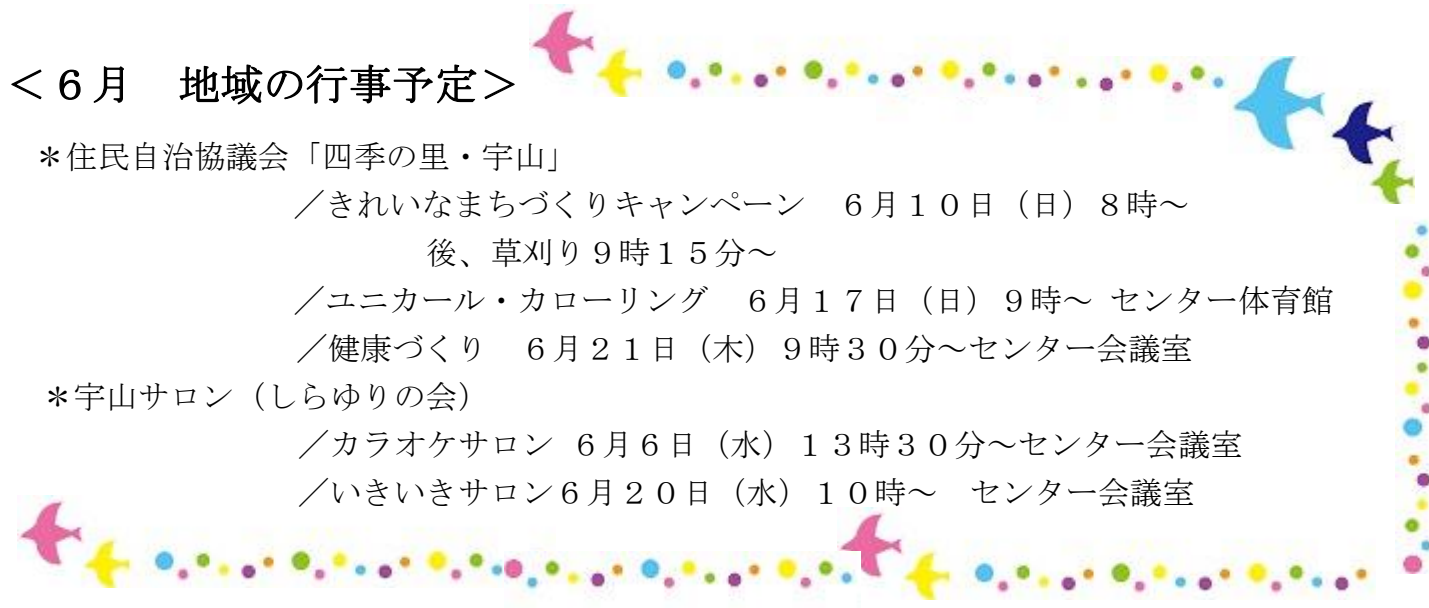 ＜６月　地域の行事予定＞
＊住民自治協議会「四季の里・宇山」
／きれいなまちづくりキャンペーン　６月１０日（日）８時～
後、草刈り９時１５分～
／ユニカール・カローリング　６月１７日（日）９時～ センター体育館
／健康づくり　６月２１日（木）９時３０分～センター会議室
＊宇山サロン（しらゆりの会）
／カラオケサロン ６月６日（水）１３時３０分～センター会議室
／いきいきサロン６月２０日（水）１０時～　センター会議室